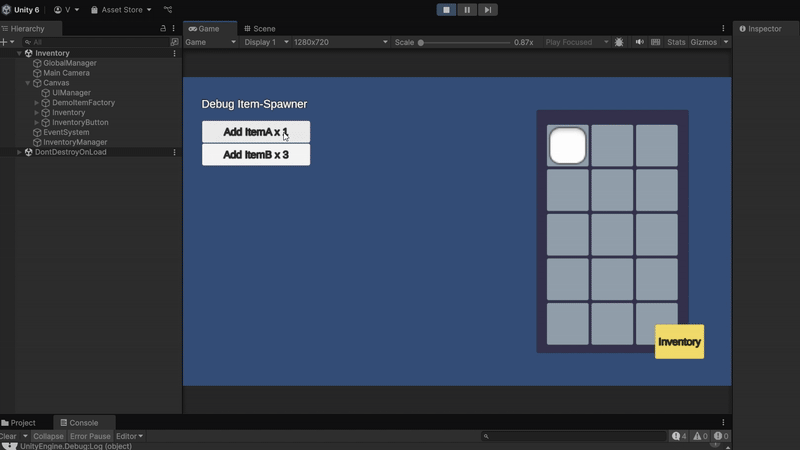 Unity 6 V Asset Store
Hierarchy Game Scene Inspector
All Game Display 1 1280x720 Scale 0.87x Play Focused Stats Gizmos
Inventory
GlobalManager
Main Camera
Canvas
UIManager
DemoItemFactory
Inventory
InventoryButton
EventSystem
InventoryManager
DontDestroyOnLoad
Debug Item-Spawner
Add ItemA x 1
Add ItemB x 3
Inventory
Project Console
Clear Collapse Error Pause Editor 4 0 0
UnityEngine.Debug:Log (object)